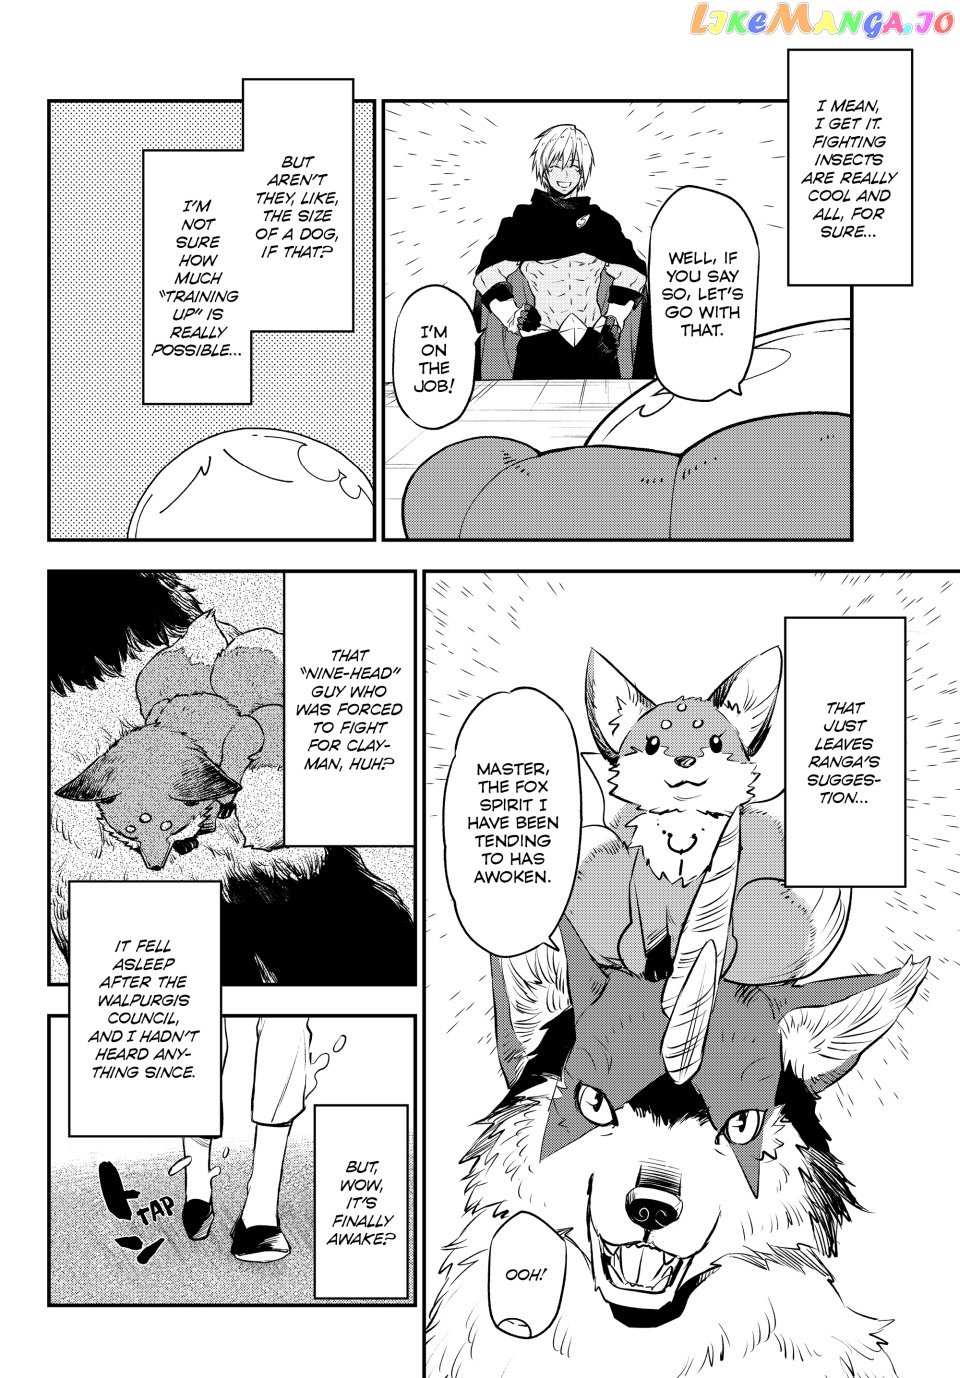 LIKEMANGA.IO
I MEAN,
I GET IT.
FIGHTING
INSECTS
ARE REALLY
COOL AND
ALL, FOR
SURE...
WELL, IF
YOU SAY
SO, LET'S
GO WITH
THAT.
I'M
ON
THE
JOB!
BUT
AREN'T
THEY, LIKE,
THE SIZE
OF A DOG,
IF THAT?
I'M
NOT
SURE
HOW
MUCH
"TRAINING
UP" IS
REALLY
POSSIBLE...
THAT
JUST
LEAVES
RANGA'S
SUGGES-
TION...
MASTER,
THE FOX
SPIRIT I
HAVE BEEN
TENDING
TO HAS
AWOKEN.
OOH!
THAT
"NINE-HEAD"
GUY WHO
WAS FORCED
TO FIGHT
FOR CLAY-
MAN, HUH?
IT FELL
ASLEEP
AFTER THE
WALPURGIS
COUNCIL,
AND I HADN'T
HEARD ANY-
THING SINCE.
BUT,
WOW,
IT'S
FINALLY
AWAKE?
トン
TAP